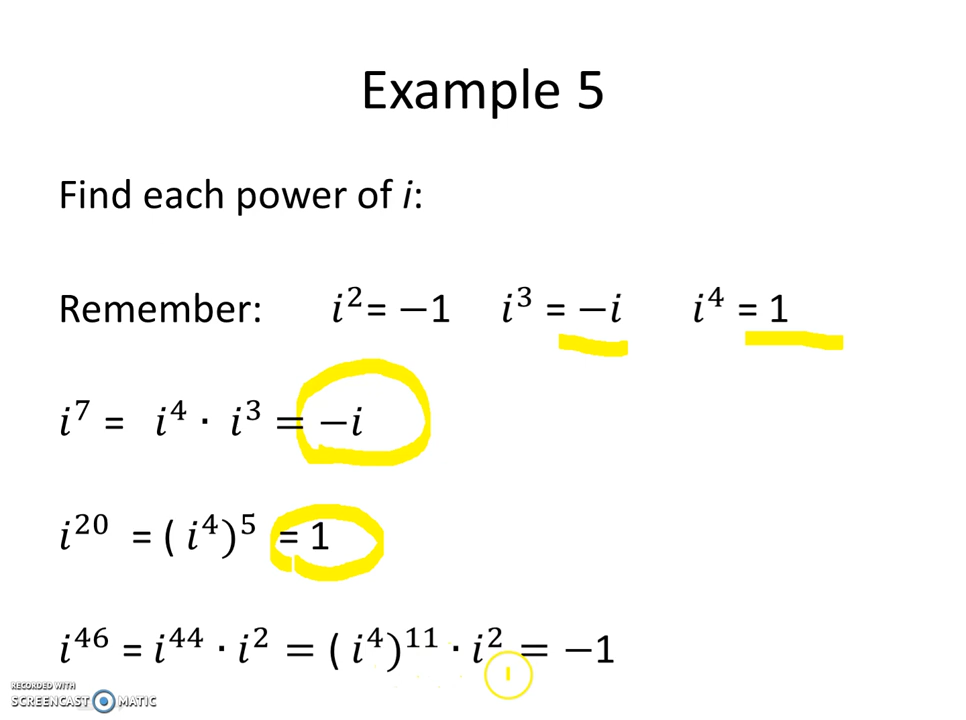 Example 5
Find each power of i:
Remember: i² = −1 i³ = −i i⁴ = 1
i⁷ = i⁴ · i³ = −i
i²⁰ = ( i⁴)⁵ = 1
i⁴⁶ = i⁴⁴ · i² = ( i⁴)¹¹ · i² = −1
RECORDED WITH
SCREENCAST MATIC